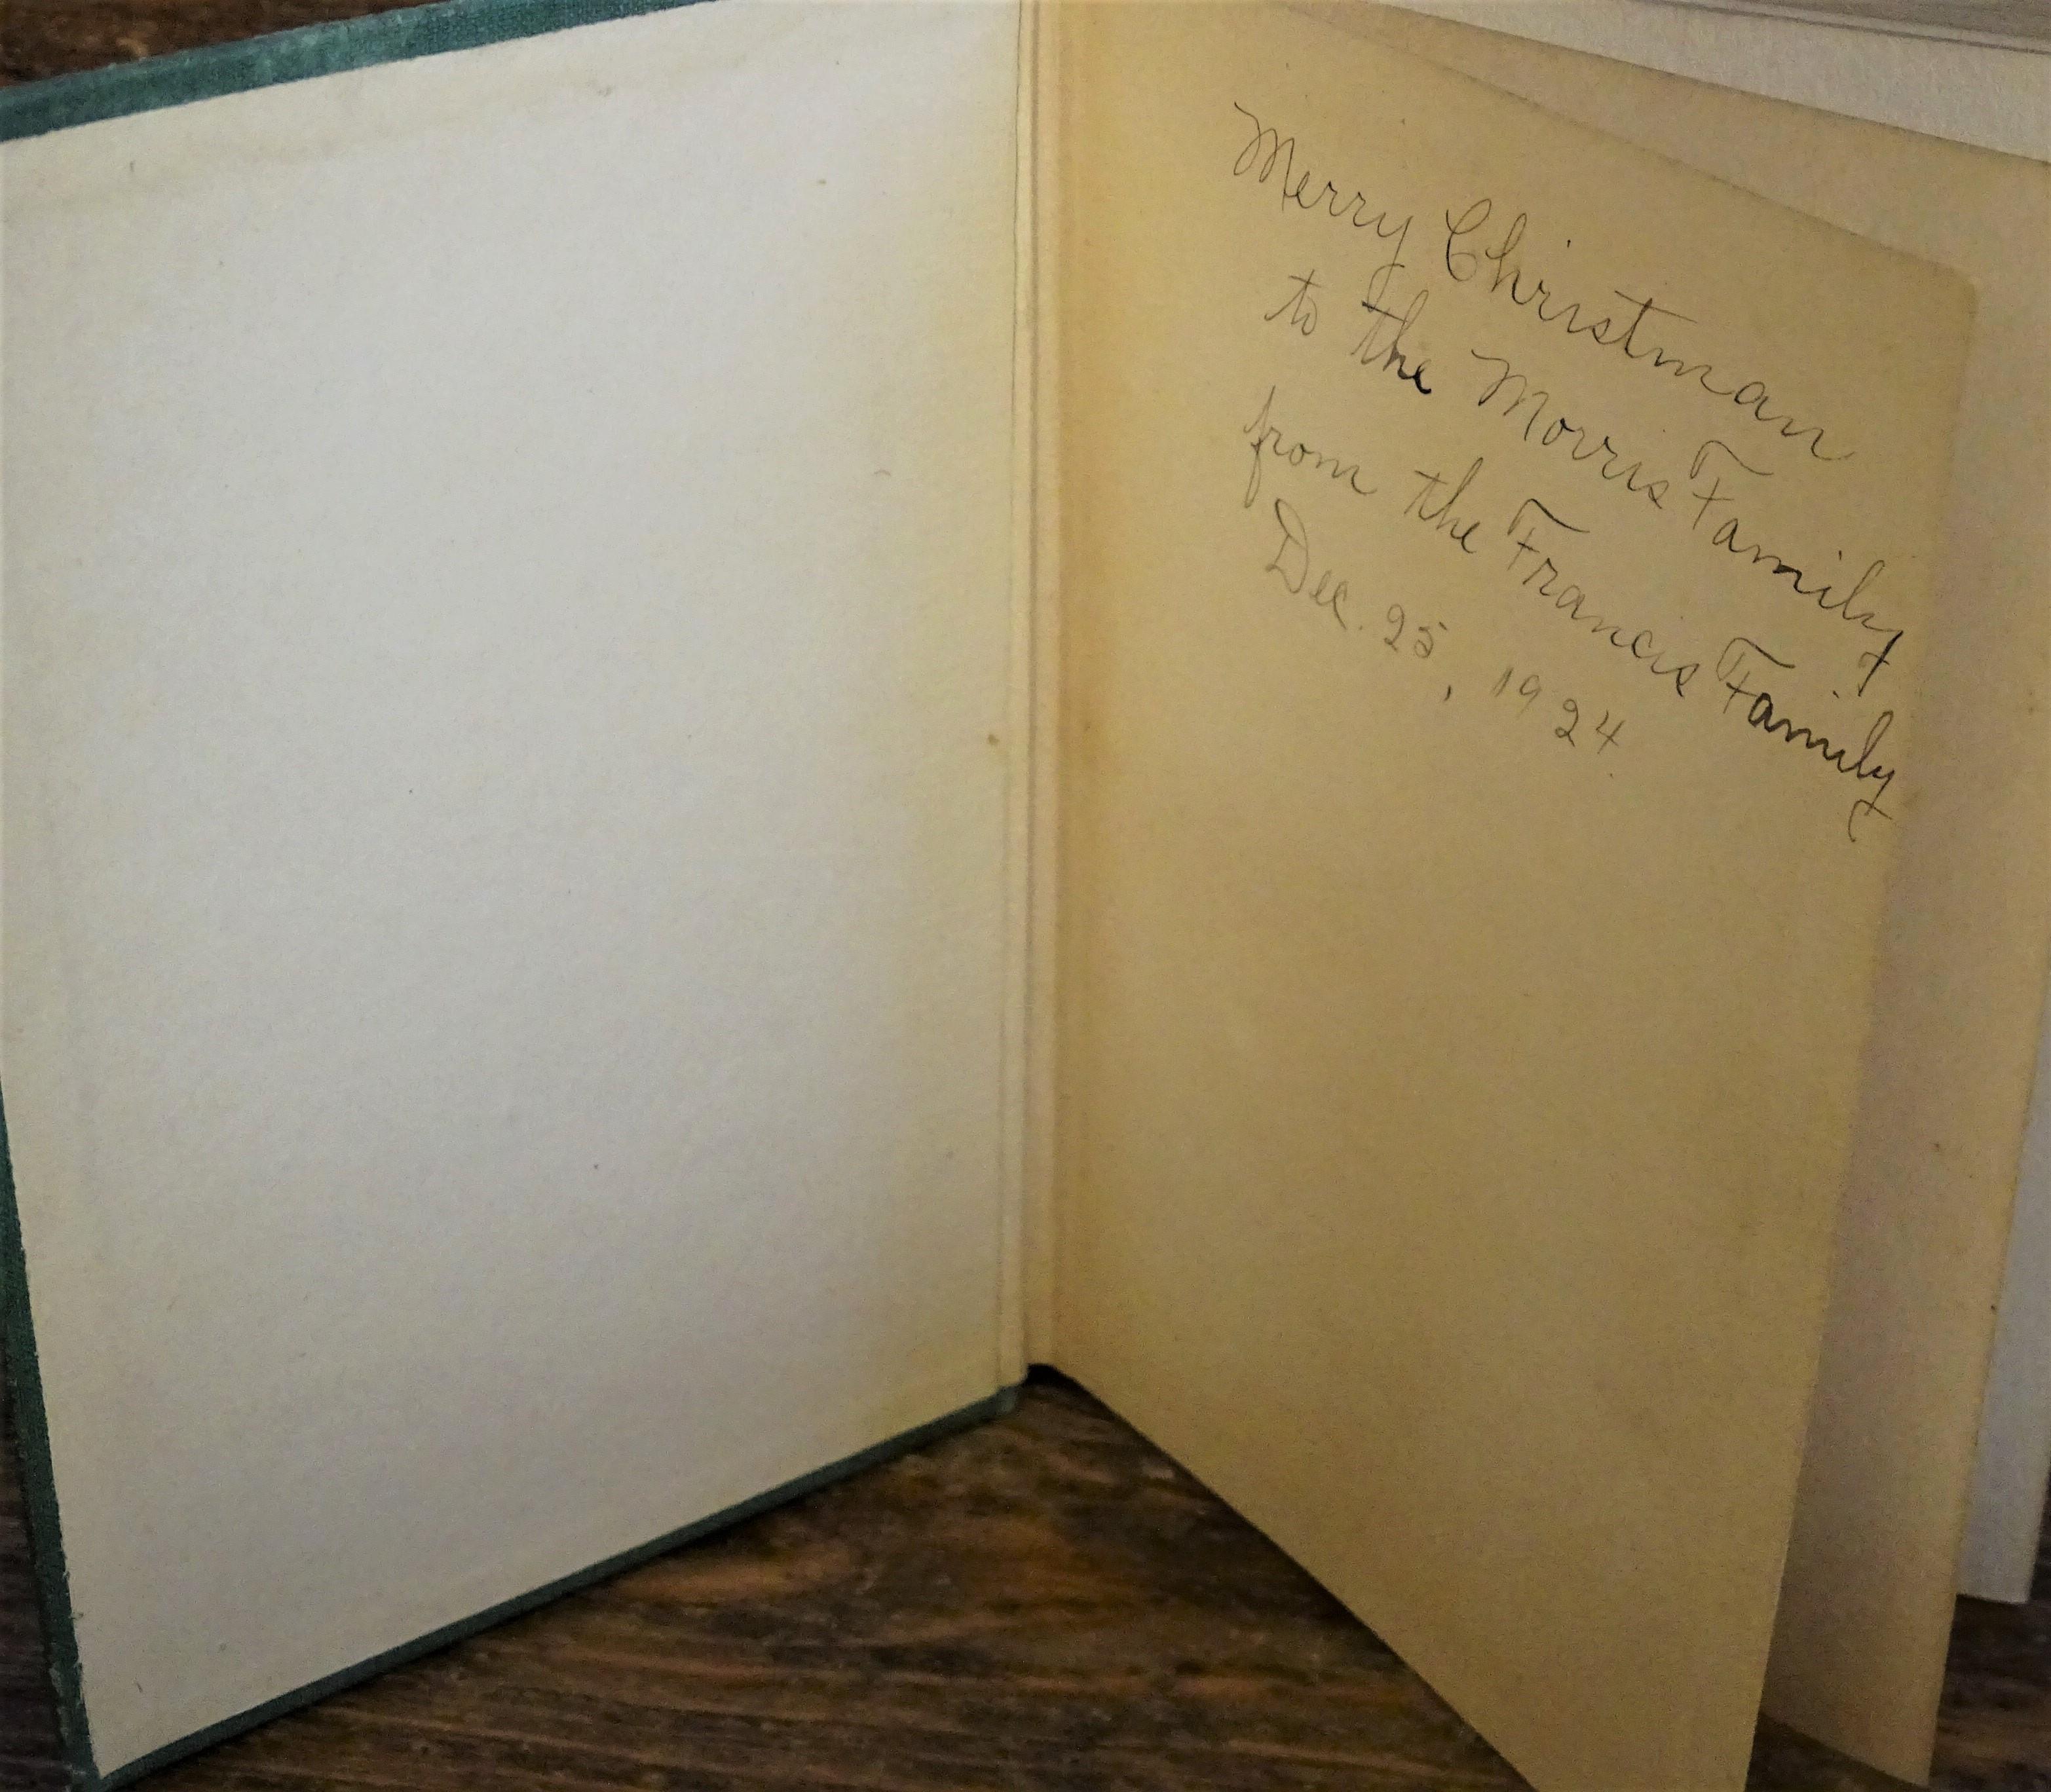 Merry Christmas
to the Morris Family
from the Francis Family
Dec. 25, 1924.